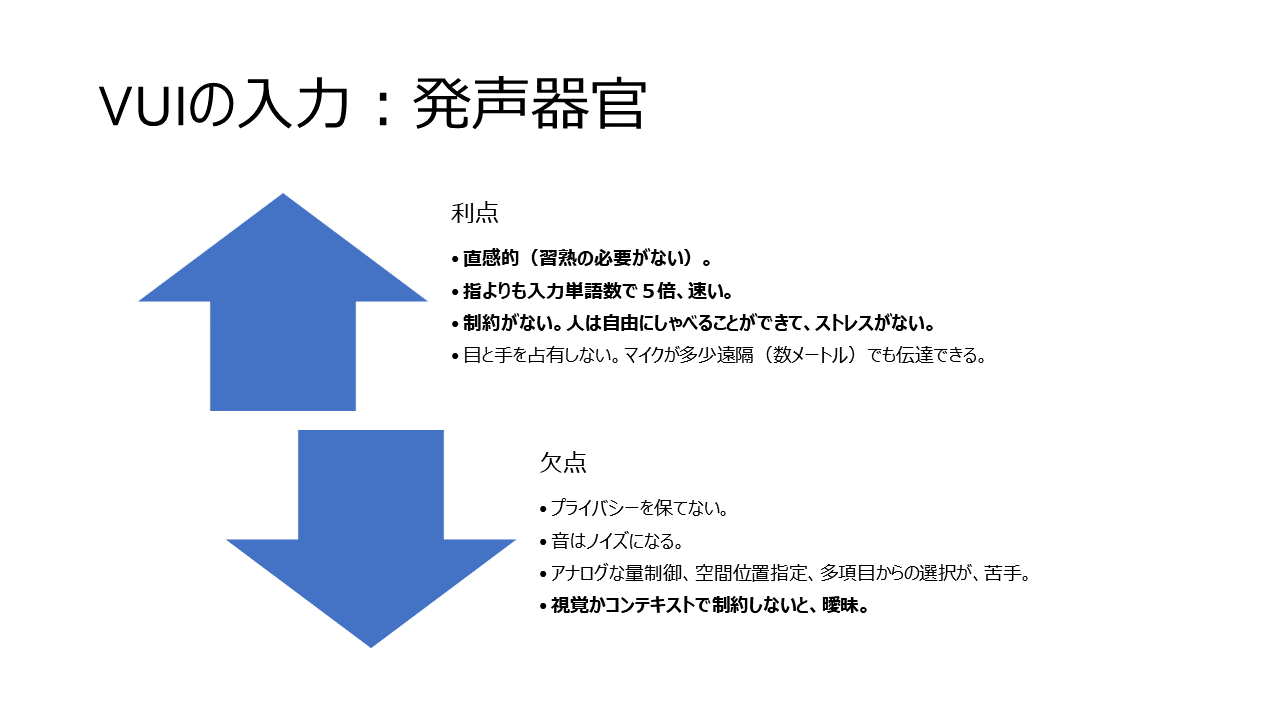 VUIの入力：発声器官
利点
• 直感的（習熟の必要がない）。
• 指よりも入力単語数で５倍、速い。
• 制約がない。人は自由にしゃべることができて、ストレスがない。
• 目と手を占有しない。マイクが多少遠隔（数メートル）でも伝達できる。
欠点
• プライバシーを保てない。
• 音はノイズになる。
• アナログな量制御、空間位置指定、多項目からの選択が、苦手。
• 視覚かコンテキストで制約しないと、曖昧。